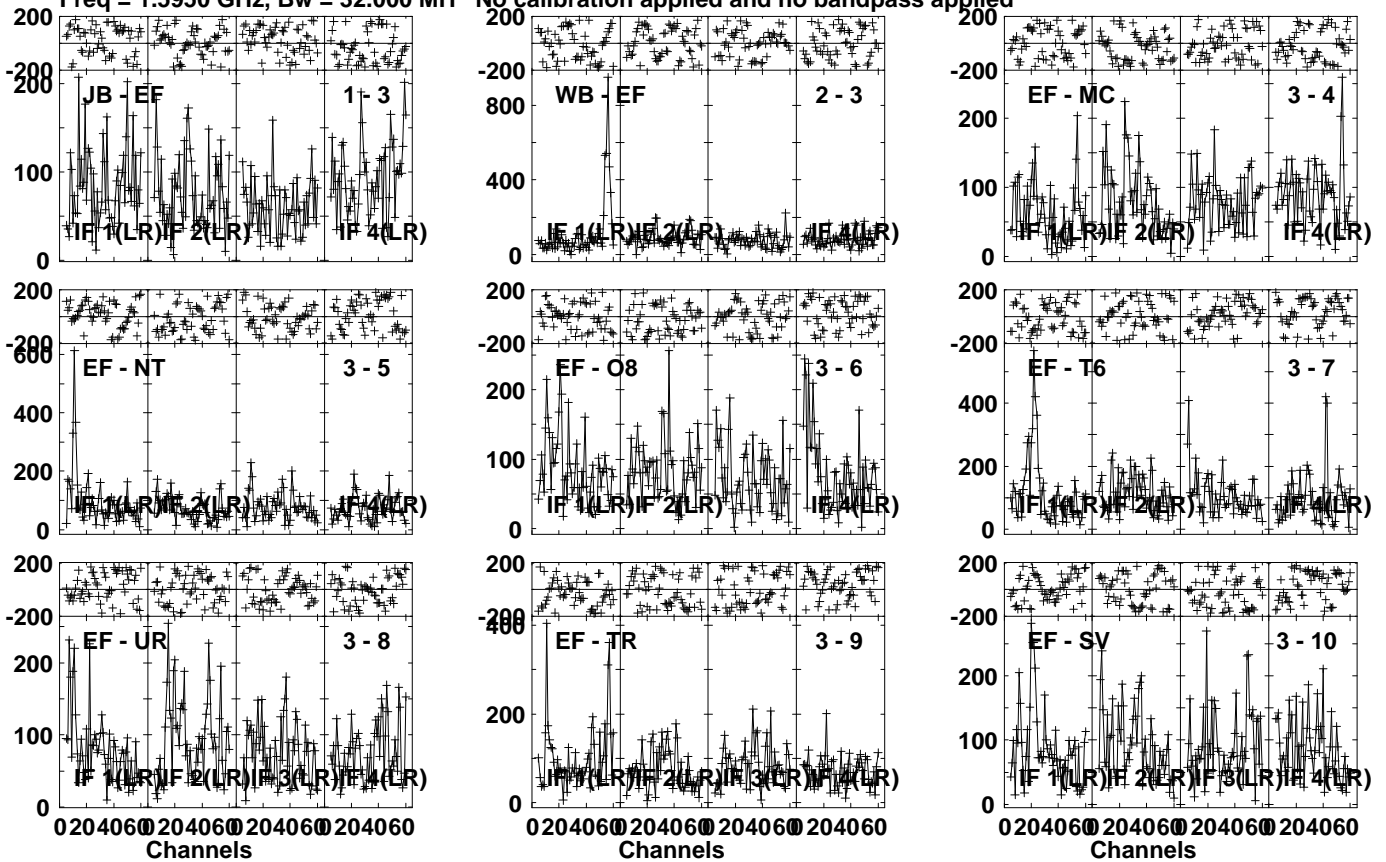 Freq = 1.5950 GHz, Bw = 32.000 MH No calibration applied and no bandpass applied
200
-200
200
100
0
JB - EF 1 - 3
IF 1(LR) IF 2(LR) IF 4(LR)
200
-200
800
400
0
WB - EF 2 - 3
IF 1(LR) IF 2(LR) IF 4(LR)
200
-200
200
100
0
EF - MC 3 - 4
IF 1(LR) IF 2(LR) IF 4(LR)
200
-200
600
400
200
0
EF - NT 3 - 5
IF 1(LR) IF 2(LR) IF 4(LR)
200
-200
200
100
0
EF - O8 3 - 6
IF 1(LR) IF 2(LR) IF 4(LR)
200
-200
400
200
0
EF - T6 3 - 7
IF 1(LR) IF 2(LR) IF 4(LR)
200
-200
200
100
0
EF - UR 3 - 8
IF 1(LR) IF 2(LR) IF 3(LR) IF 4(LR)
0 20 40 60 0 20 40 60 0 20 40 60 0 20 40 60
Channels
200
-200
400
200
0
EF - TR 3 - 9
IF 1(LR) IF 2(LR) IF 3(LR) IF 4(LR)
0 20 40 60 0 20 40 60 0 20 40 60 0 20 40 60
Channels
200
-200
200
100
0
EF - SV 3 - 10
IF 1(LR) IF 2(LR) IF 3(LR) IF 4(LR)
0 20 40 60 0 20 40 60 0 20 40 60 0 20 40 60
Channels